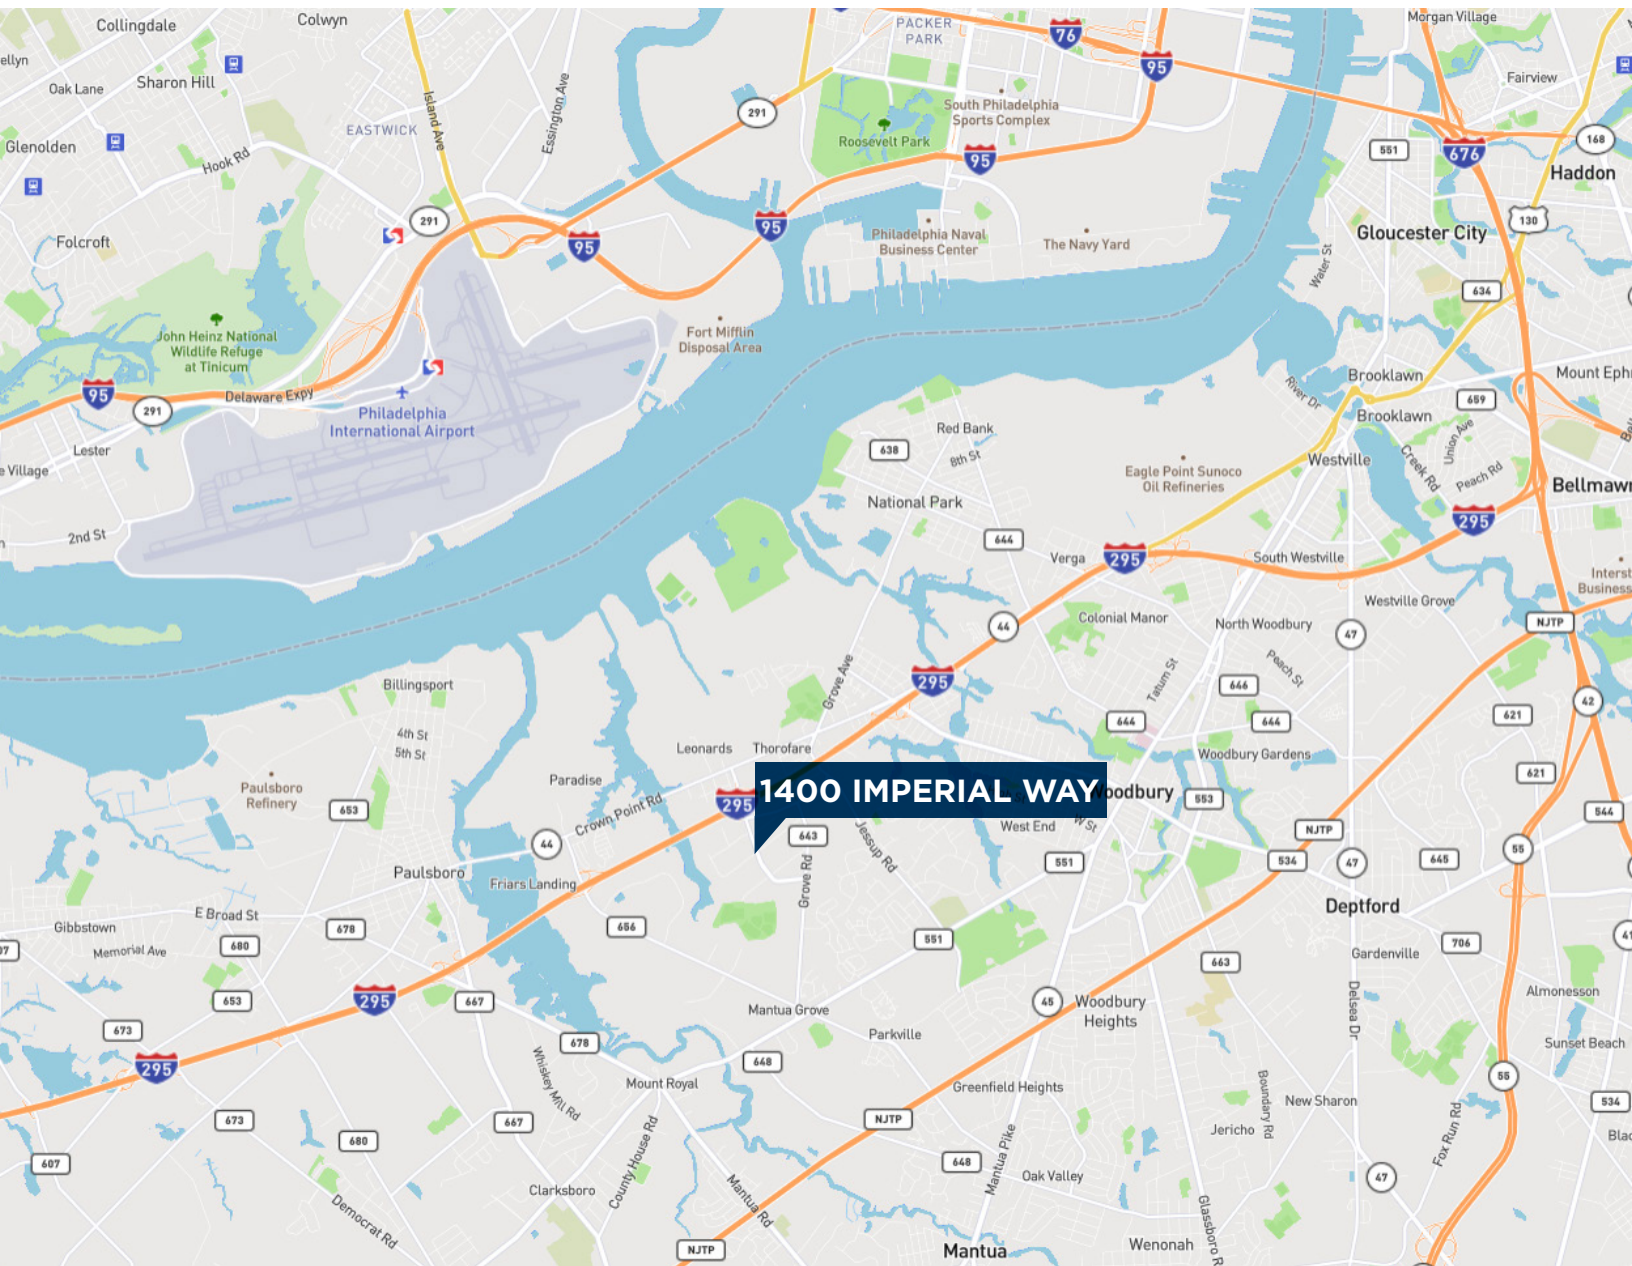 Collingdale
Colwyn
PACKER
PARK
76
Morgan Village
95
ellyn
Oak Lane
Sharon Hill
Island Ave
Essington Ave
291
South Philadelphia
Sports Complex
Fairview
EASTWICK
Roosevelt Park
Glenolden
Hook Rd
95
551
676
168
Haddon
291
95
95
Philadelphia Naval
Business Center
The Navy Yard
Gloucester City
130
Folcroft
Water St
634
John Heinz National
Wildlife Refuge
at Tinicum
Fort Mifflin
Disposal Area
95
291
Delaware Expy
Philadelphia
International Airport
River Dr
Brooklawn
Mount Ephr
659
Brooklawn
Lester
e Village
638
Red Bank
8th St
Eagle Point Sunoco
Oil Refineries
Westville
Creek Rd
Union Ave
Peach Rd
Bel
Bellmawr
National Park
2nd St
644
295
Verga
295
South Westville
Interst
Business
44
Colonial Manor
North Woodbury
Westville Grove
47
NJTP
Billingsport
Grove Ave
295
Tatum St
Peach St
646
42
621
4th St
5th St
Leonards
Thorofare
644
644
Woodbury Gardens
Paulsboro
Refinery
Paradise
653
Crown Point Rd
295
1400 IMPERIAL WAY
Woodbury
553
621
544
44
643
Jessup Rd
West End
W St
NJTP
55
Paulsboro
Friars Landing
Grove Rd
551
534
47
645
Deptford
E Broad St
Gibbstown
678
656
551
706
41
07
Memorial Ave
680
Gardenville
663
653
295
667
Mantua Grove
45
Woodbury
Heights
Delsea Dr
Almonesson
673
678
Parkville
Sunset Beach
295
Whiskey Mill Rd
Mount Royal
648
Greenfield Heights
55
673
667
NJTP
Boundary Rd
New Sharon
534
680
County House Rd
Jericho
Fox Run Rd
Blac
607
648
Mantua Pike
Oak Valley
47
Clarksboro
Mantua Rd
Democrat Rd
Glassboro R
NJTP
Mantua
Wenonah